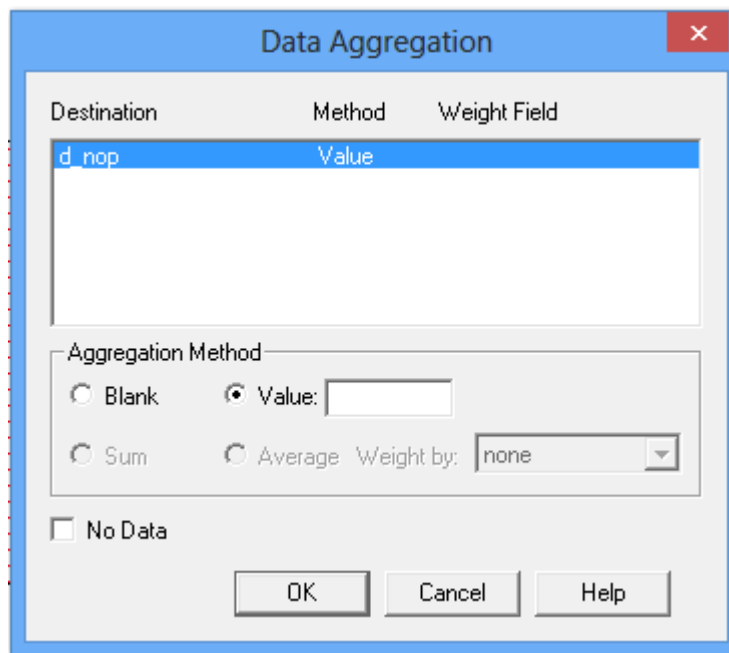 Data Aggregation
Destination Method Weight Field
d_nop Value
Aggregation Method
Blank Value:
Sum Average Weight by: none
No Data
OK Cancel Help